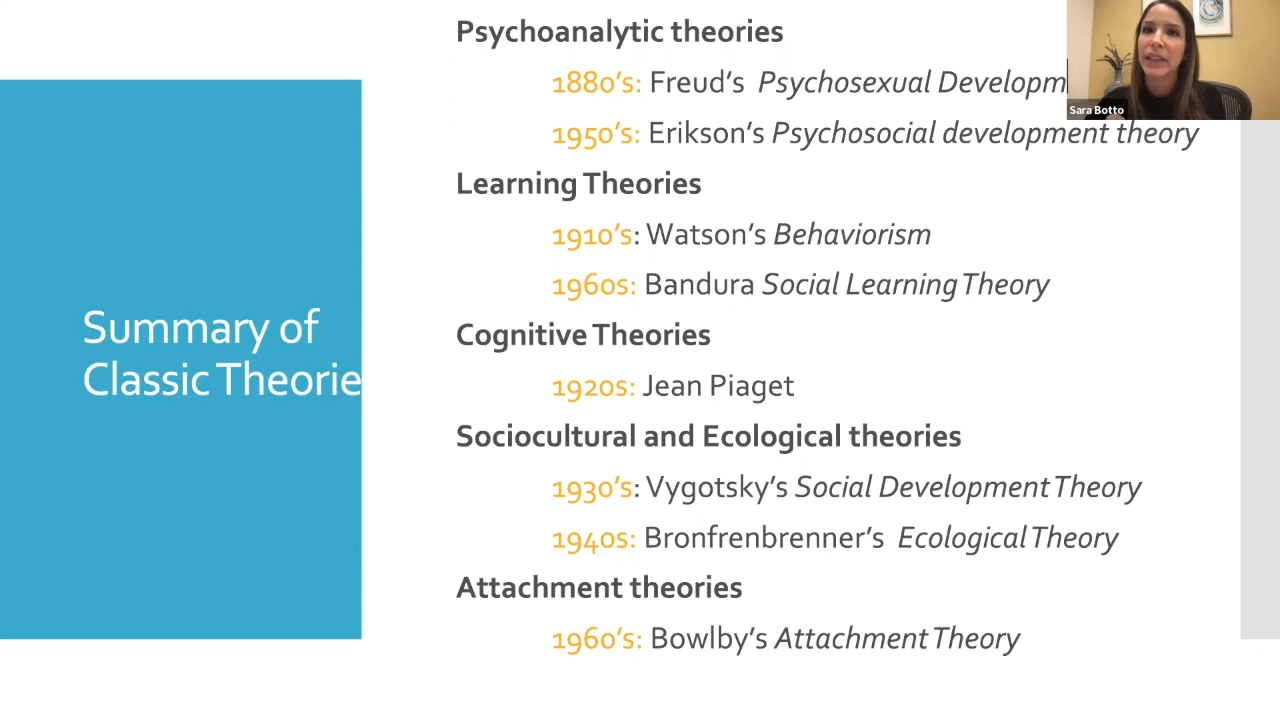 Psychoanalytic theories
1880's: Freud's Psychosexual Developm
Sara Botto
1950's: Erikson's Psychosocial development theory
Learning Theories
1910's: Watson's Behaviorism
1960s: Bandura Social Learning Theory
Summary of
Classic Theorie
Cognitive Theories
1920s: Jean Piaget
Sociocultural and Ecological theories
1930's: Vygotsky's Social Development Theory
1940s: Bronfrenbrenner's Ecological Theory
Attachment theories
1960's: Bowlby's Attachment Theory